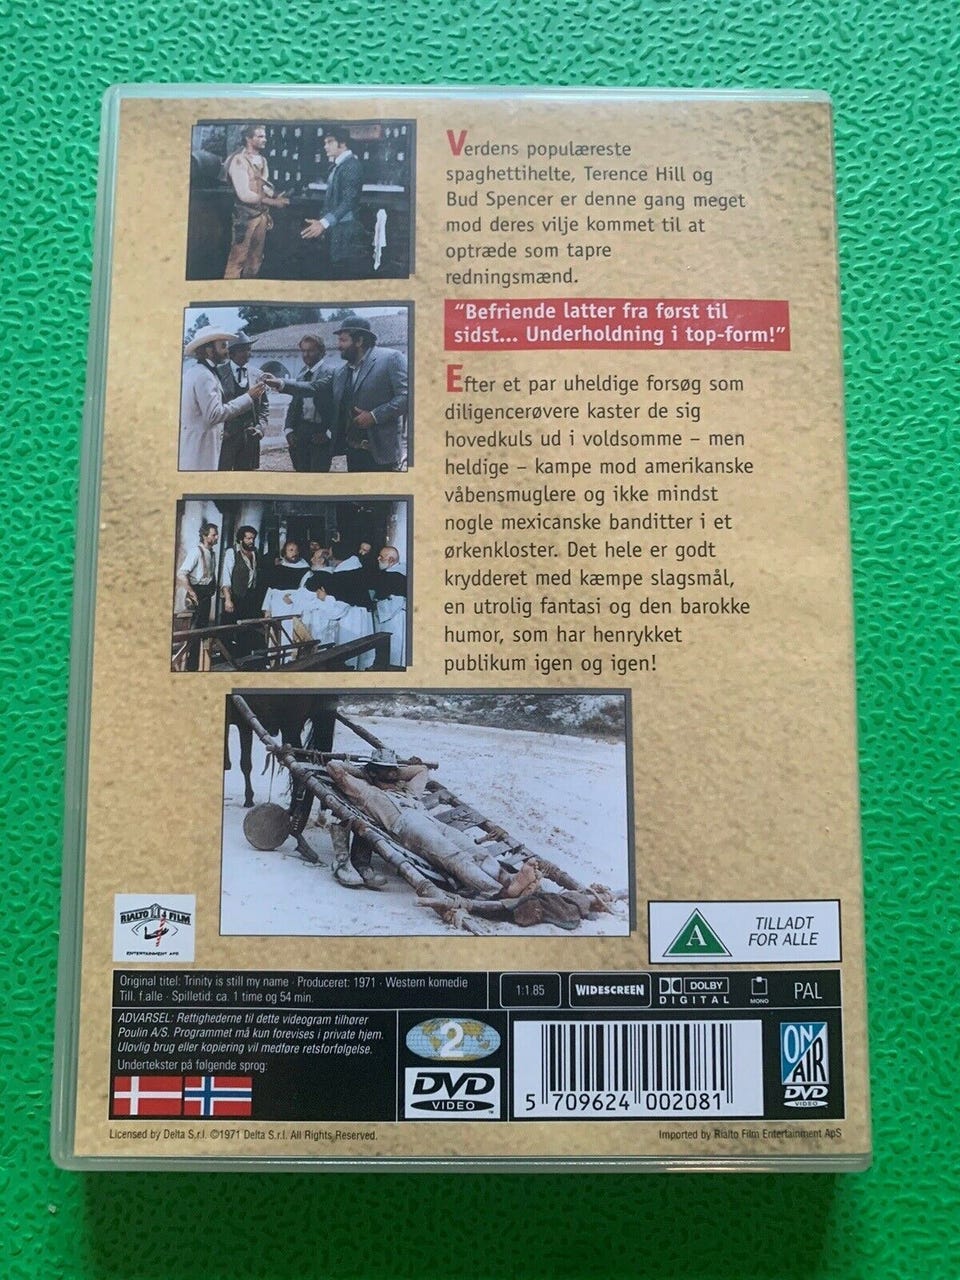 Verdens populæreste
spaghettihelte, Terence Hill og
Bud Spencer er denne gang meget
mod deres vilje kommet til at
optræde som tapre
redningsmænd.
“Befriende latter fra først til
sidst... Underholdning i top-form!”
Efter et par uheldige forsøg som
diligencerøvere kaster de sig
hovedkuls ud i voldsomme – men
heldige – kampe mod amerikanske
våbensmuglere og ikke mindst
nogle mexicanske banditter i et
ørkenkloster. Det hele er godt
krydderet med kæmpe slagsmål,
en utrolig fantasi og den barokke
humor, som har henrykket
publikum igen og igen!
RIALTO FILM
ENTERTAINMENT APS
A
TILLADT
FOR ALLE
Original titel: Trinity is still my name · Produceret: 1971 · Western komedie
Till. f.alle · Spilletid: ca. 1 time og 54 min.
1:1.85
WIDESCREEN
DOLBY
DIGITAL
MONO
PAL
ADVARSEL: Rettighederne til dette videogram tilhører
Poulin A/S. Programmet må kun forevises i private hjem.
Ulovlig brug eller kopiering vil medføre retsforfølgelse.
Undertekster på følgende sprog:
2
DVD
VIDEO
5 709624 002081
ON
AIR
DVD
VIDEO
Licensed by Delta S.r.l. ©1971 Delta S.r.l. All Rights Reserved.
Imported by Rialto Film Entertainment ApS